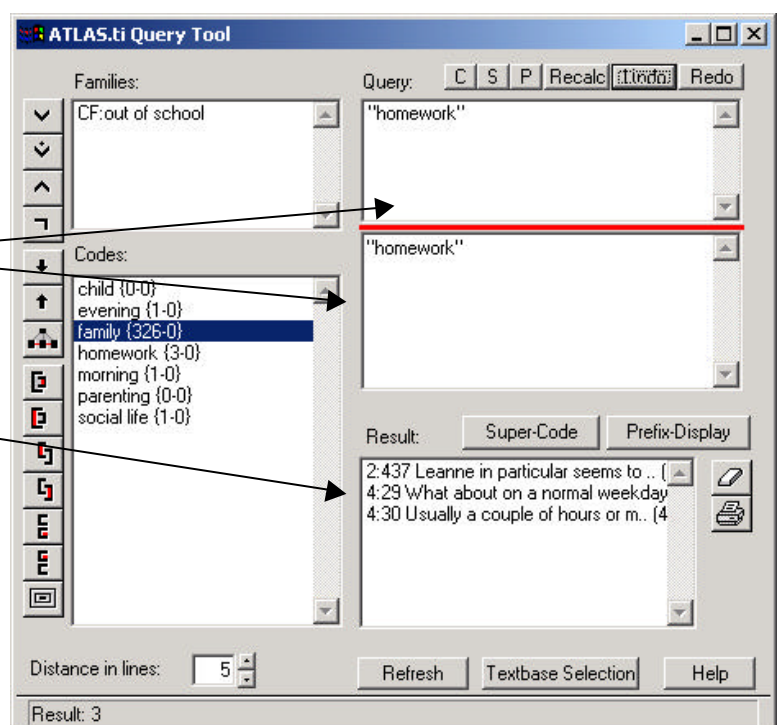 ATLAS.ti Query Tool
Families:
CF:out of school
Query:
C S P Recalc Undo Redo
"homework"
"homework"
Codes:
child {0-0}
evening {1-0}
family {326-0}
homework {3-0}
morning {1-0}
parenting {0-0}
social life {1-0}
Result:
Super-Code
Prefix-Display
2:437 Leanne in particular seems to .. (
4:29 What about on a normal weekday
4:30 Usually a couple of hours or m.. (4
Distance in lines: 5
Refresh
Textbase Selection
Help
Result: 3